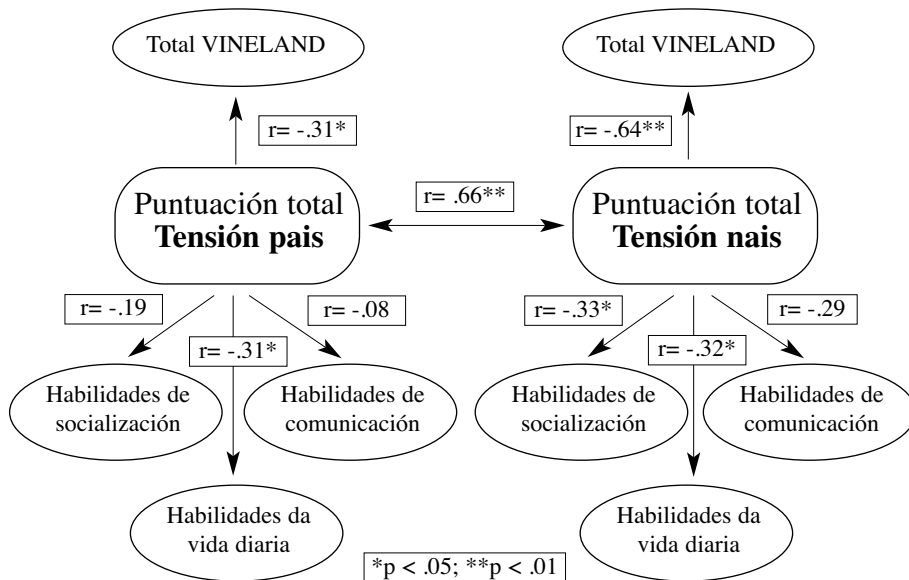 Total VINELAND
Total VINELAND
r= -.31*
r= -.64**
Puntuación total
Tensión pais
r= .66**
Puntuación total
Tensión nais
r= -.19
r= -.08
r= -.33*
r= -.29
r= -.31*
r= -.32*
Habilidades de
socialización
Habilidades de
comunicación
Habilidades de
socialización
Habilidades de
comunicación
Habilidades da
vida diaria
Habilidades da
vida diaria
*p < .05; **p < .01